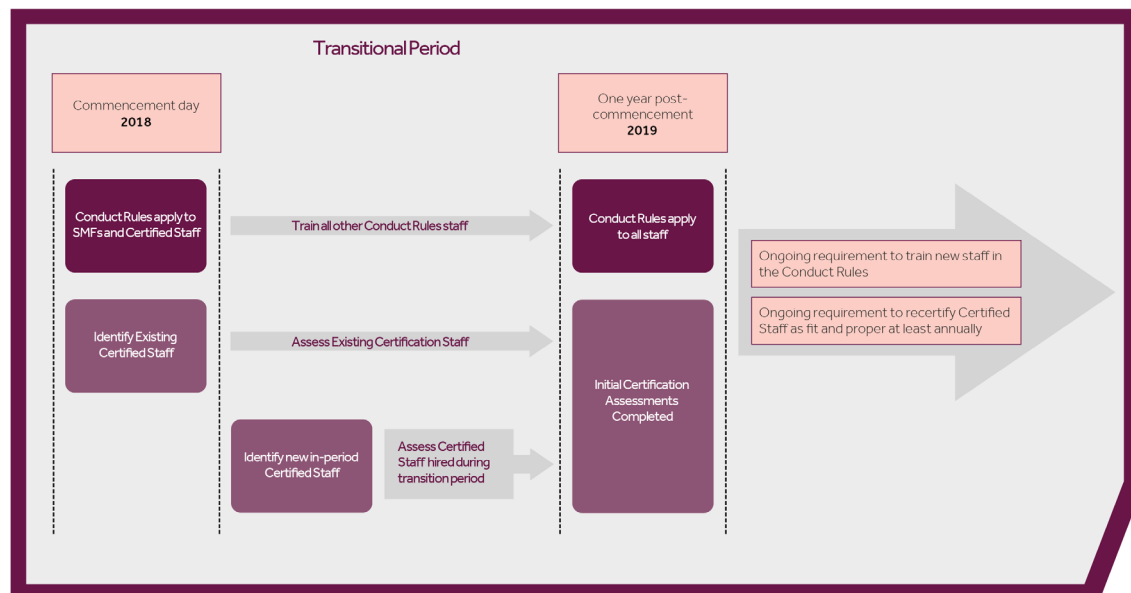 Transitional Period
Commencement day
2018
One year post-
commencement
2019
Conduct Rules apply to
SMFs and Certified Staff
Train all other Conduct Rules staff
Conduct Rules apply
to all staff
Ongoing requirement to train new staff in
the Conduct Rules
Ongoing requirement to recertify Certified
Staff as fit and proper at least annually
Identify Existing
Certified Staff
Assess Existing Certification Staff
Initial Certification
Assessments
Completed
Identify new in-period
Certified Staff
Assess Certified
Staff hired during
transition period